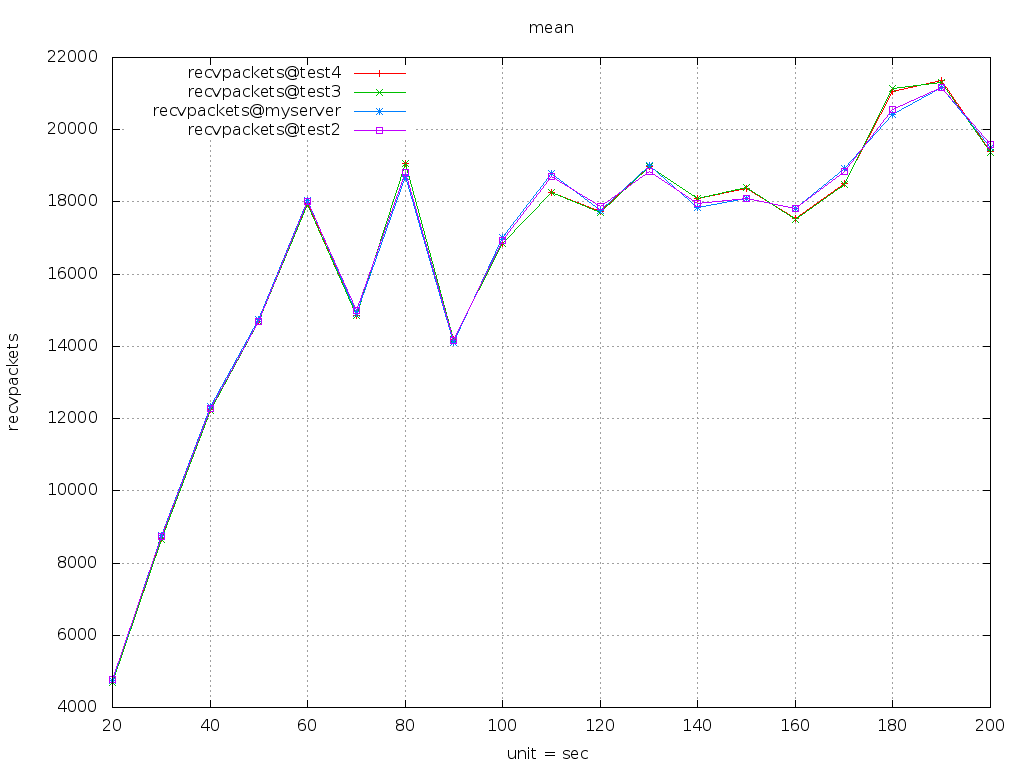 mean
22000
20000
18000
16000
14000
12000
10000
8000
6000
4000
recvpackets
recvpackets@test4
recvpackets@test3
recvpackets@myserver
recvpackets@test2
20 40 60 80 100 120 140 160 180 200
unit = sec